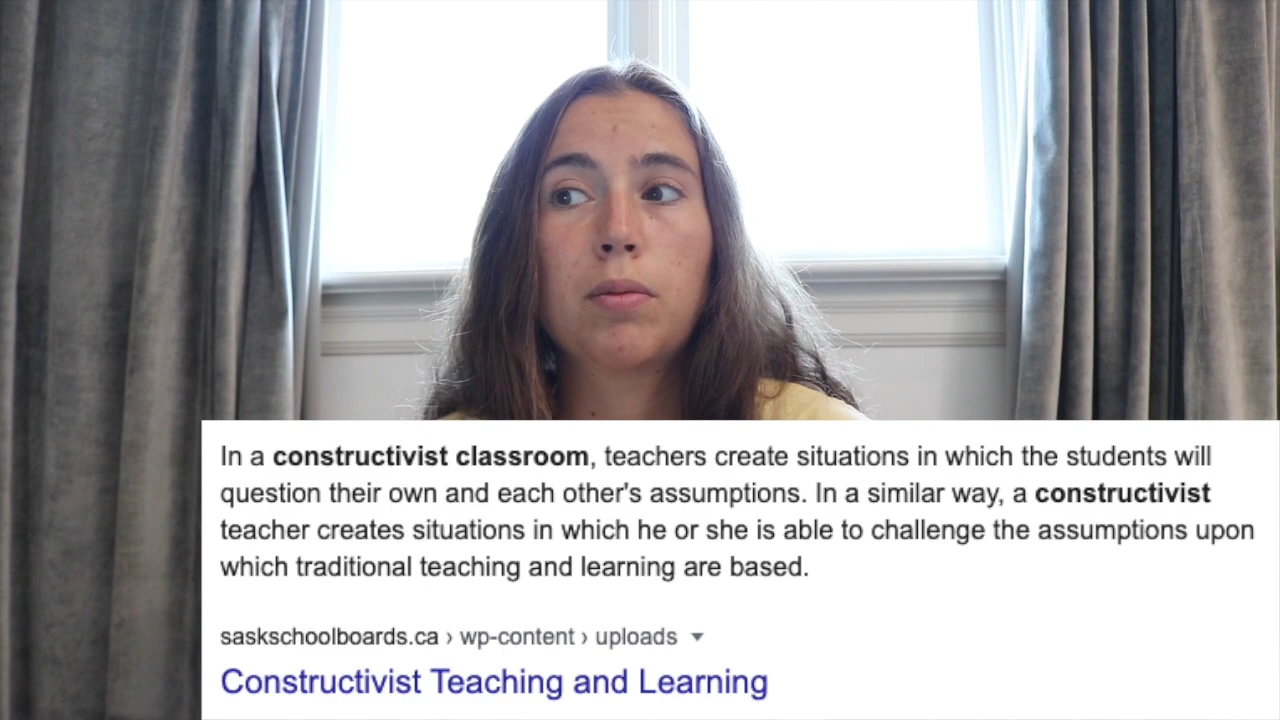 In a constructivist classroom, teachers create situations in which the students will
question their own and each other's assumptions. In a similar way, a constructivist
teacher creates situations in which he or she is able to challenge the assumptions upon
which traditional teaching and learning are based.
saskschoolboards.ca › wp-content › uploads
Constructivist Teaching and Learning